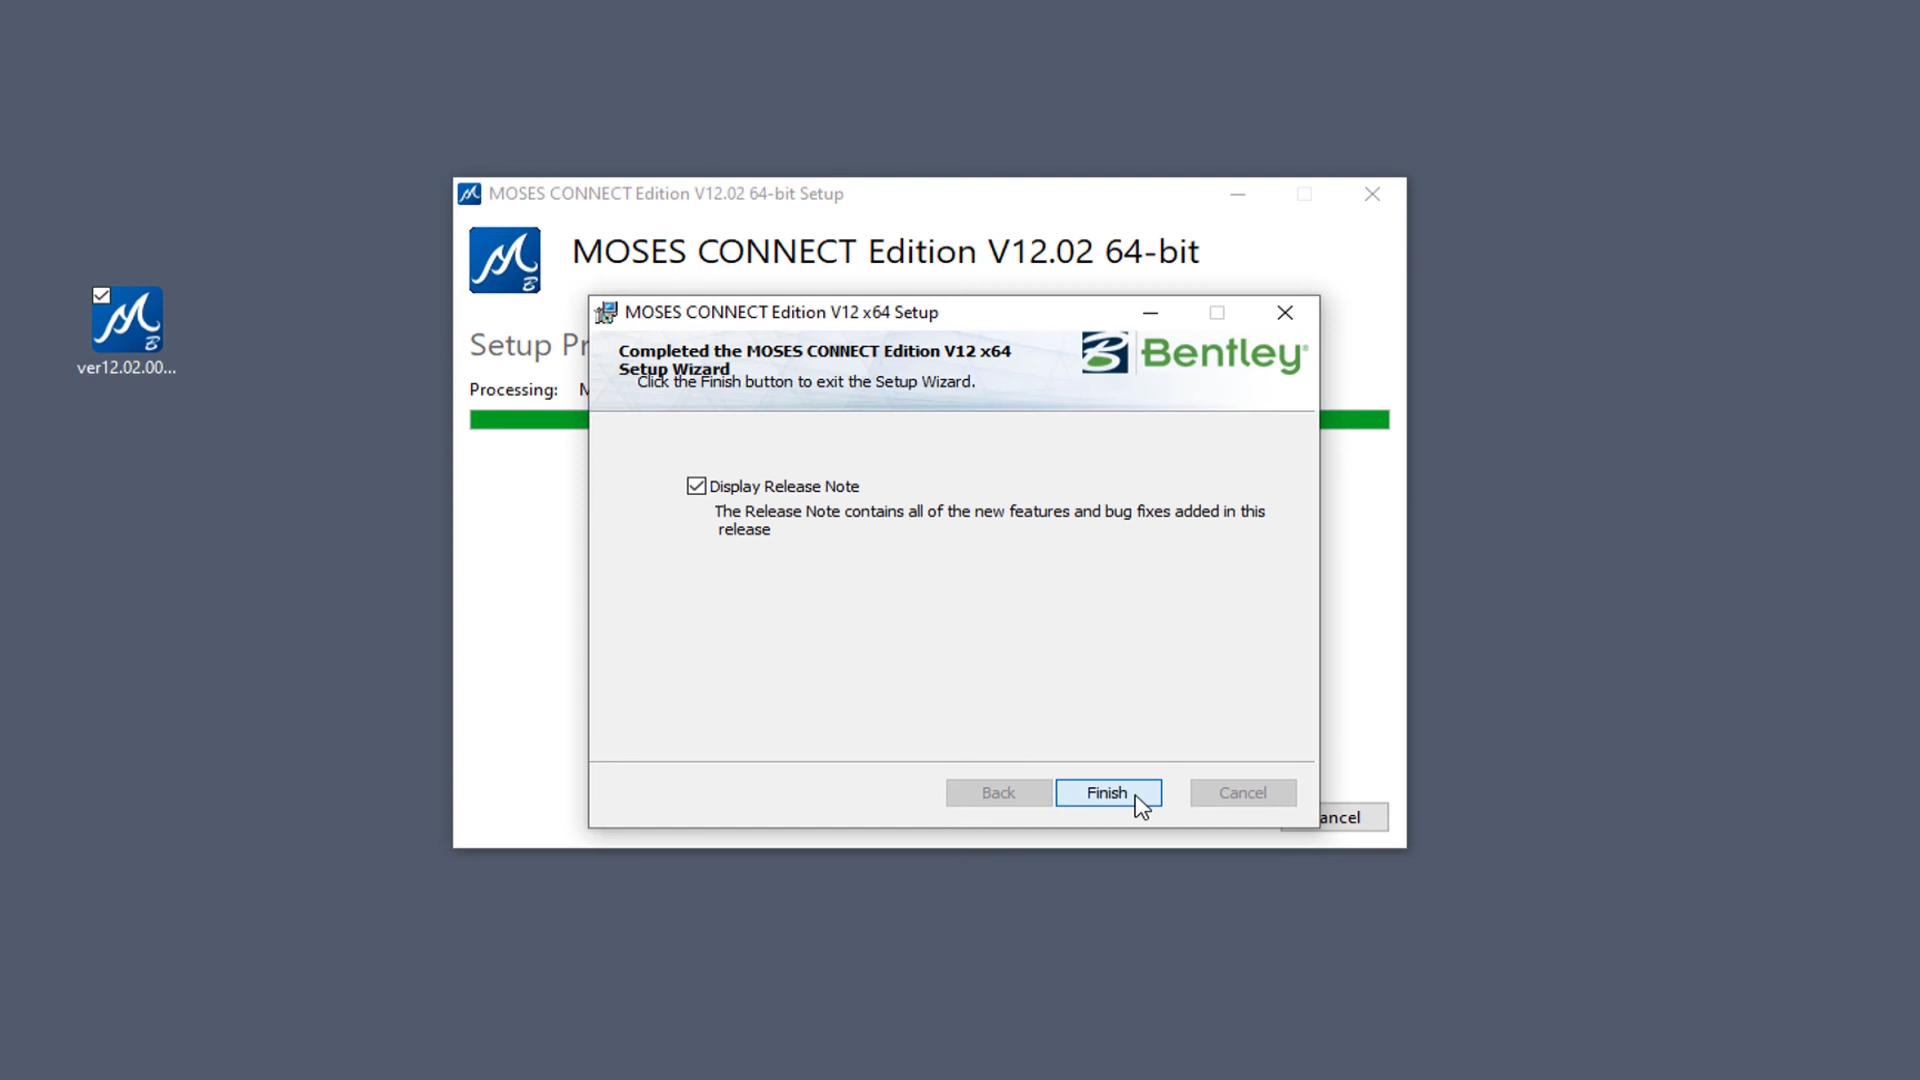 MOSES CONNECT Edition V12.02 64-bit Setup
MOSES CONNECT Edition V12.02 64-bit
ver12.02.00...
Setup Pr
Processing: M
MOSES CONNECT Edition V12 x64 Setup
Completed the MOSES CONNECT Edition V12 x64
Setup Wizard
Click the Finish button to exit the Setup Wizard.
Bentley
Display Release Note
The Release Note contains all of the new features and bug fixes added in this
release
Back
Finish
Cancel
ancel